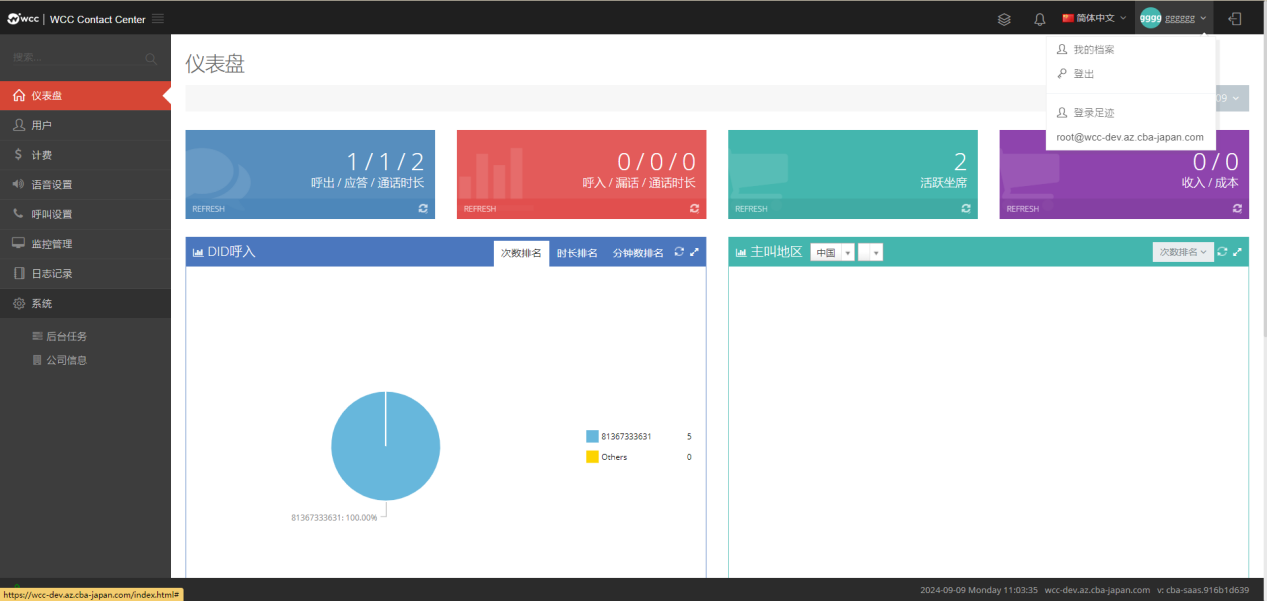 wcc | WCC Contact Center
简体中文
9999 gggggg
搜索...
我的档案
登出
登录足迹
root@wcc-dev.az.cba-japan.com
仪表盘
仪表盘
用户
计费
语音设置
呼叫设置
监控管理
日志记录
系统
后台任务
公司信息
09
1 / 1 / 2
呼出 / 应答 / 通话时长
REFRESH
0 / 0 / 0
呼入 / 漏话 / 通话时长
REFRESH
2
活跃坐席
REFRESH
0 / 0
收入 / 成本
REFRESH
DID呼入
次数排名 时长排名 分钟数排名
81367333631 5
Others 0
81367333631: 100.00%
主叫地区 中国 次数排名
https://wcc-dev.az.cba-japan.com/index.html#
2024-09-09 Monday 11:03:35 wcc-dev.az.cba-japan.com v: cba-saas.916b1d639